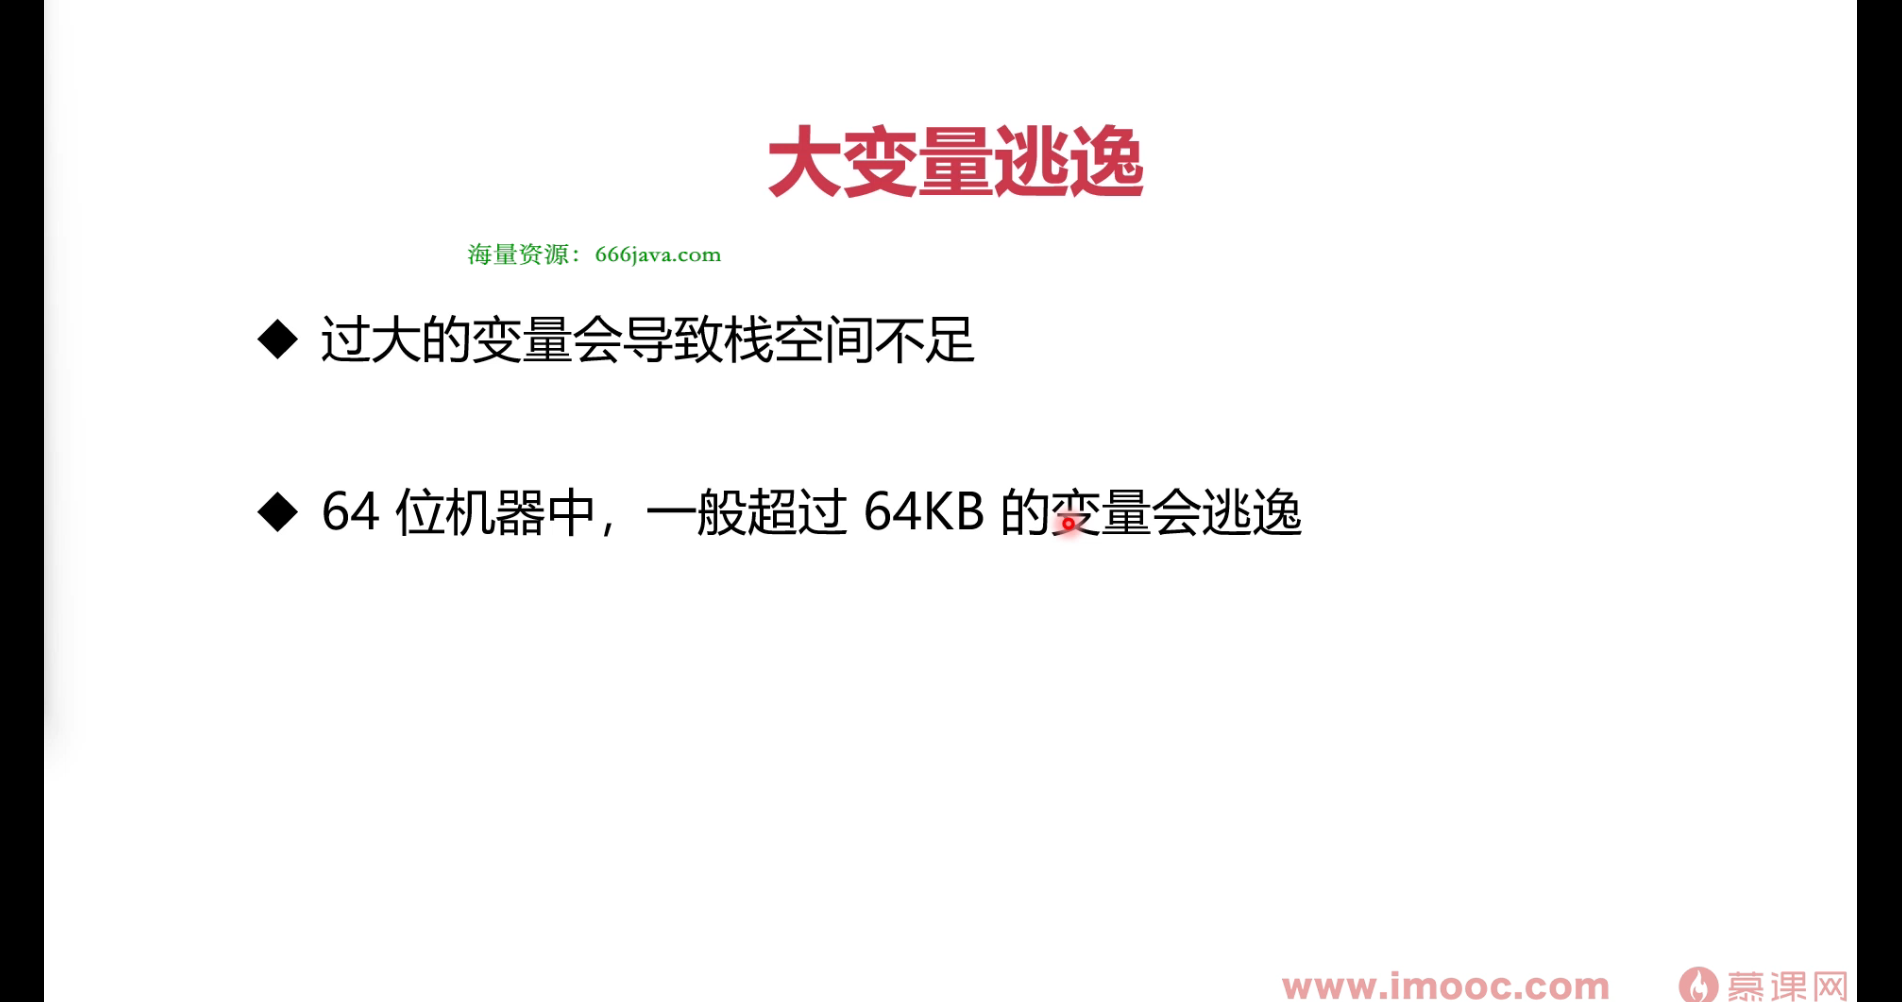 大变量逃逸
海量资源：666java.com
◆ 过大的变量会导致栈空间不足
◆ 64 位机器中，一般超过 64KB 的变量会逃逸
www.imooc.com 慕课网